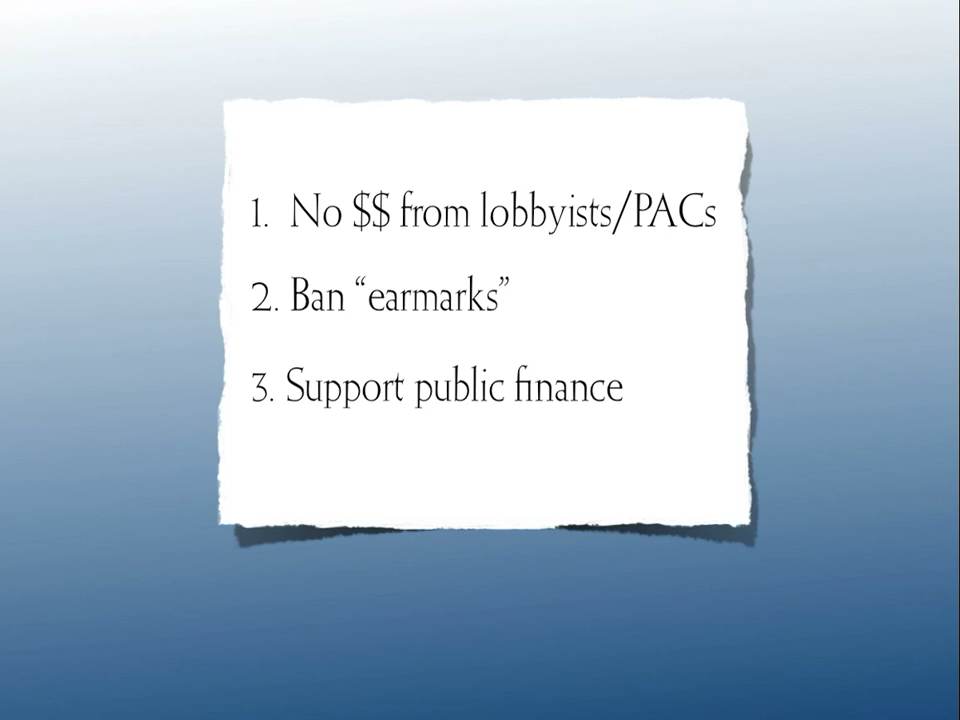 1. No $$ from lobbyists/PACs
2. Ban “earmarks”
3. Support public finance